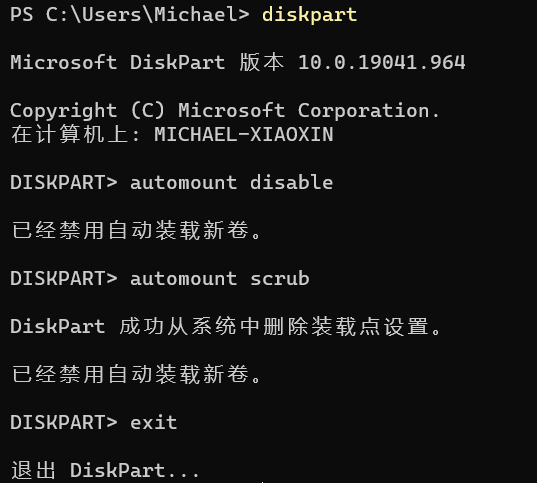 PS C:\Users\Michael> diskpart
Microsoft DiskPart 版本 10.0.19041.964
Copyright (C) Microsoft Corporation.
在计算机上: MICHAEL-XIAOXIN
DISKPART> automount disable
已经禁用自动装载新卷。
DISKPART> automount scrub
DiskPart 成功从系统中删除装载点设置。
已经禁用自动装载新卷。
DISKPART> exit
退出 DiskPart...